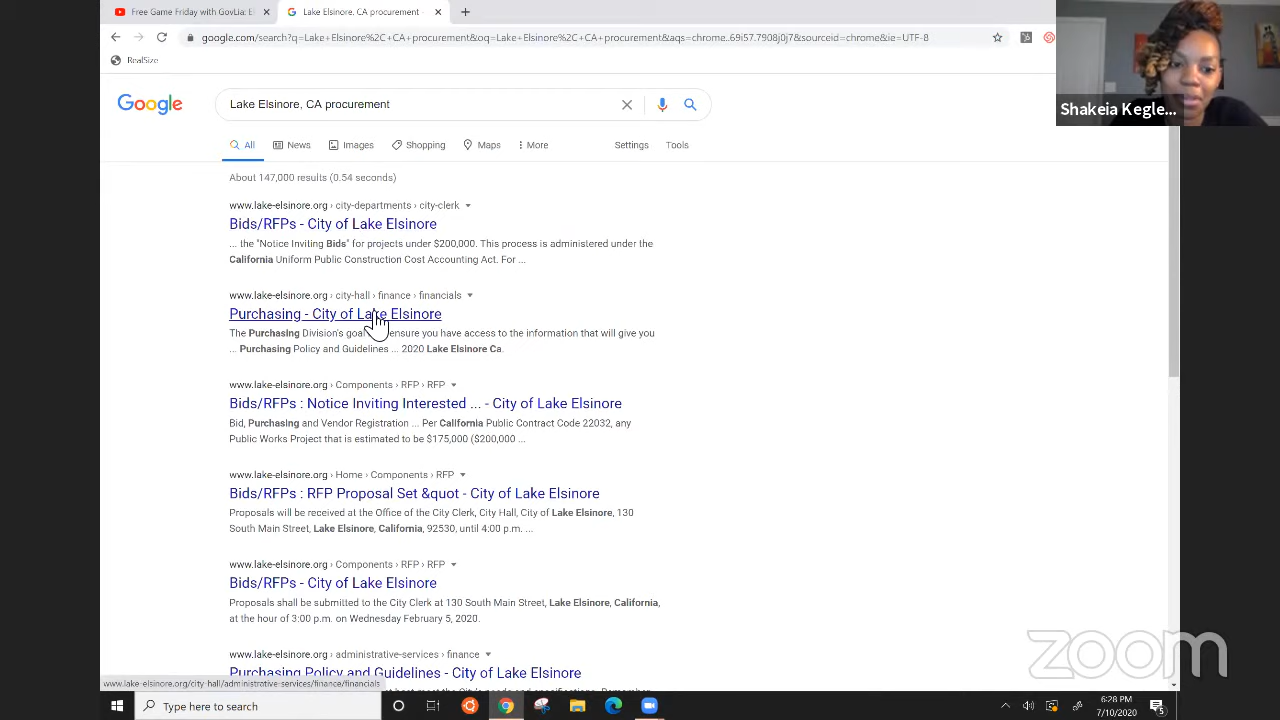 Free Game Friday with GovLia: El
Lake Elsinore, CA procurement -
google.com/search?q=Lake+Elsinore%2C+CA+procurement&oq=Lake+Elsinore%2C+CA+procurement&aqs=chrome..69i57.7908j0j7&sourceid=chrome&ie=UTF-8
RealSize
Shakeia Kegle...
Google
Lake Elsinore, CA procurement
All
News
Images
Shopping
Maps
More
Settings
Tools
About 147,000 results (0.54 seconds)
www.lake-elsinore.org › city-departments › city-clerk
Bids/RFPs - City of Lake Elsinore
... the "Notice Inviting Bids" for projects under $200,000. This process is administered under the
California Uniform Public Construction Cost Accounting Act. For ...
www.lake-elsinore.org › city-hall › finance › financials
Purchasing - City of Lake Elsinore
The Purchasing Division's goal ensure you have access to the information that will give you
... Purchasing Policy and Guidelines ... 2020 Lake Elsinore Ca.
www.lake-elsinore.org › Components › RFP › RFP
Bids/RFPs : Notice Inviting Interested ... - City of Lake Elsinore
Bid, Purchasing and Vendor Registration ... Per California Public Contract Code 22032, any
Public Works Project that is estimated to be $175,000 ($200,000 ...
www.lake-elsinore.org › Home › Components › RFP
Bids/RFPs : RFP Proposal Set &quot - City of Lake Elsinore
Proposals will be received at the Office of the City Clerk, City Hall, City of Lake Elsinore, 130
South Main Street, Lake Elsinore, California, 92530, until 4:00 p.m. ...
www.lake-elsinore.org › Components › RFP › RFP
Bids/RFPs - City of Lake Elsinore
Proposals shall be submitted to the City Clerk at 130 South Main Street, Lake Elsinore, California,
at the hour of 3:00 p.m. on Wednesday February 5, 2020.
www.lake-elsinore.org › administrative-services › finance
Purchasing Policy and Guidelines - City of Lake Elsinore
www.lake-elsinore.org/city-hall/administrative-services/finance/financials
zoom
Type here to search
6:28 PM
7/10/2020
5